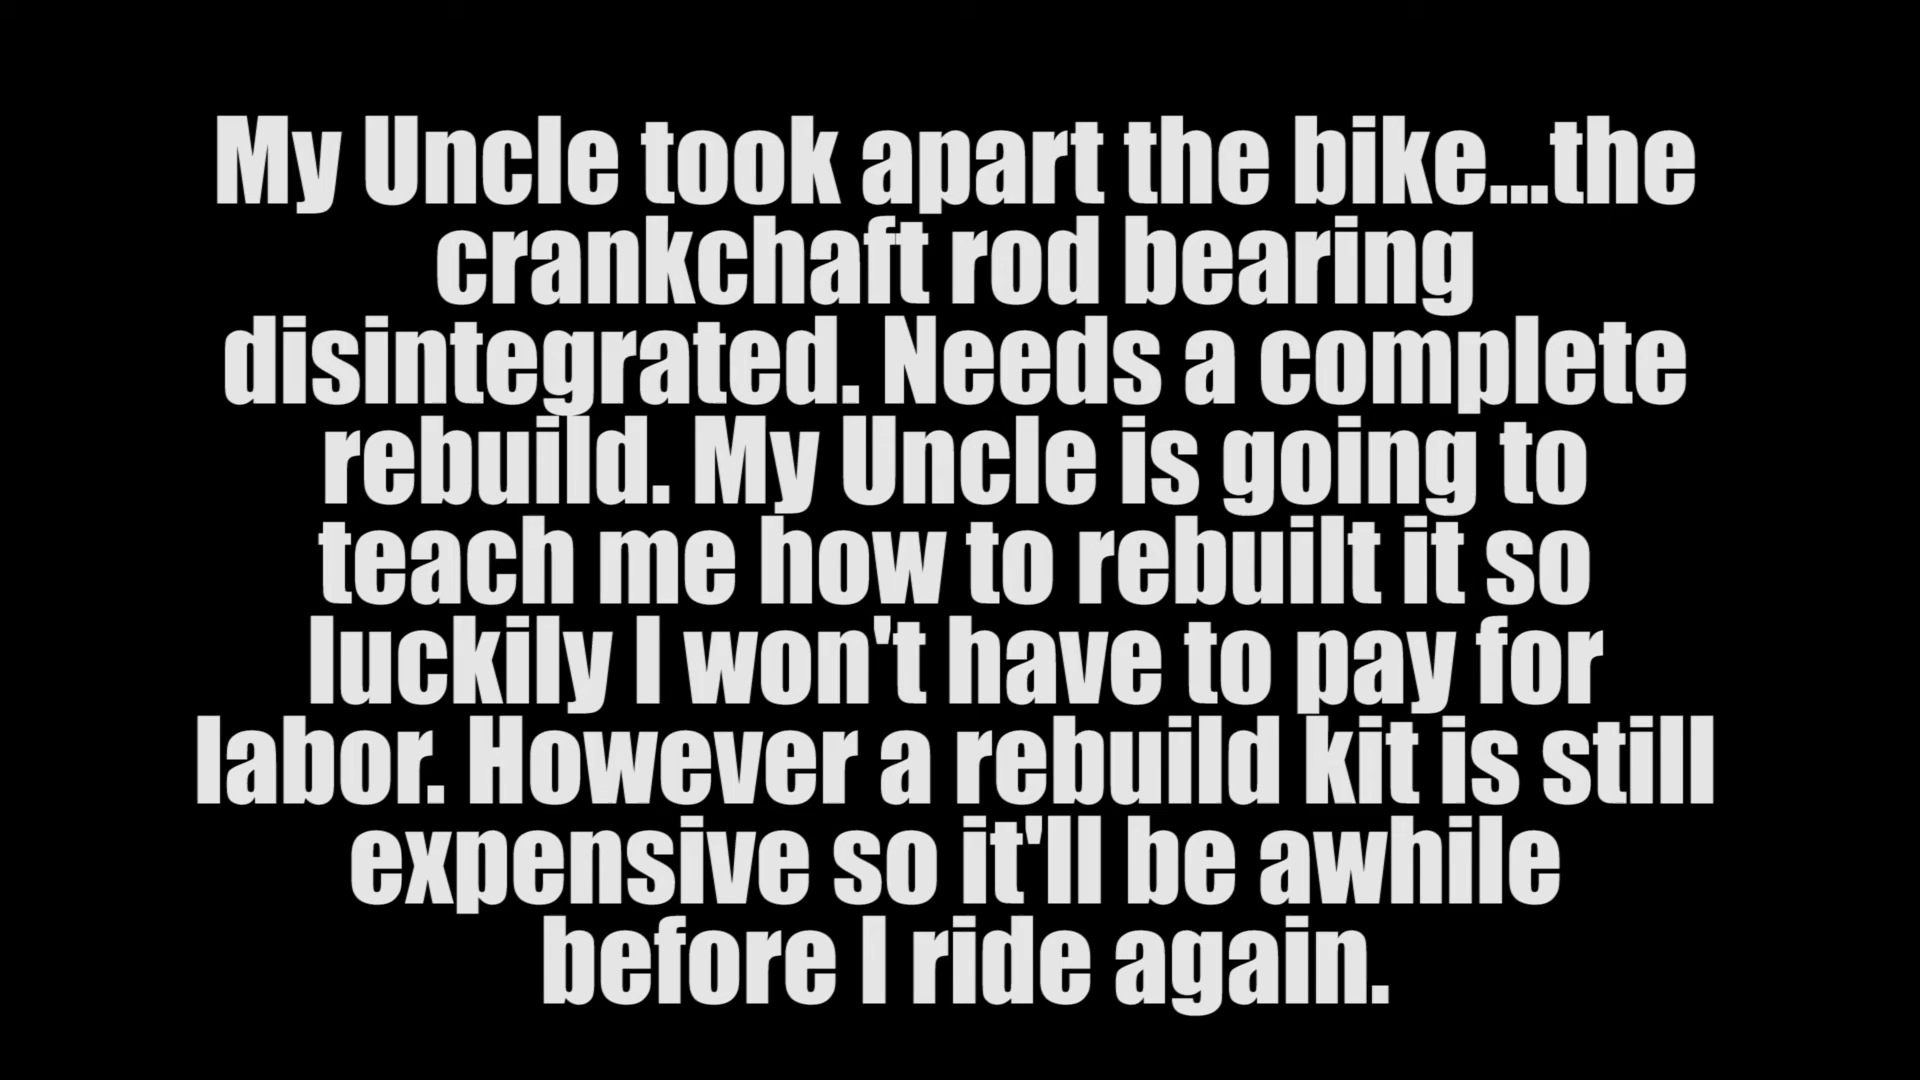 My Uncle took apart the bike...the
crankchaft rod bearing
disintegrated. Needs a complete
rebuild. My Uncle is going to
teach me how to rebuilt it so
luckily I won't have to pay for
labor. However a rebuild kit is still
expensive so it'll be awhile
before I ride again.